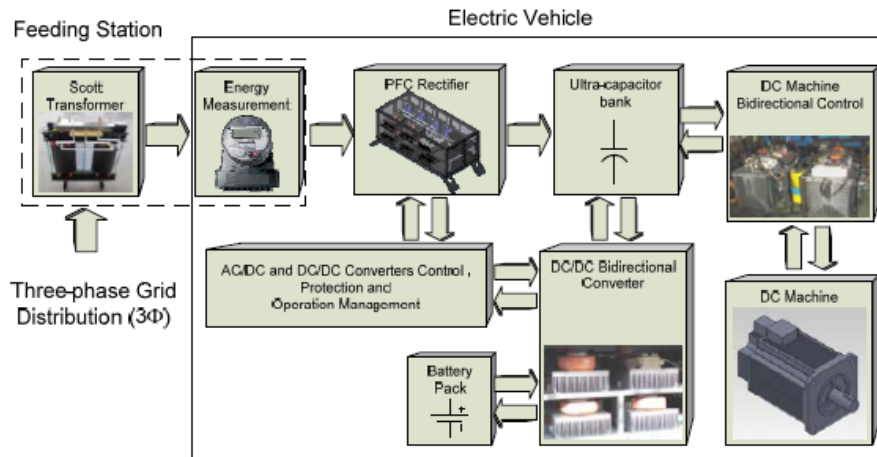 Feeding Station
Electric Vehicle
Scott
Transformer
Energy
Measurement
PFC Rectifier
Ultra-capacitor
bank
DC Machine
Bidirectional Control
Three-phase Grid
Distribution (3Φ)
AC/DC and DC/DC Converters Control ,
Protection and
Operation Management
DC/DC Bidirectional
Converter
DC Machine
Battery
Pack
+